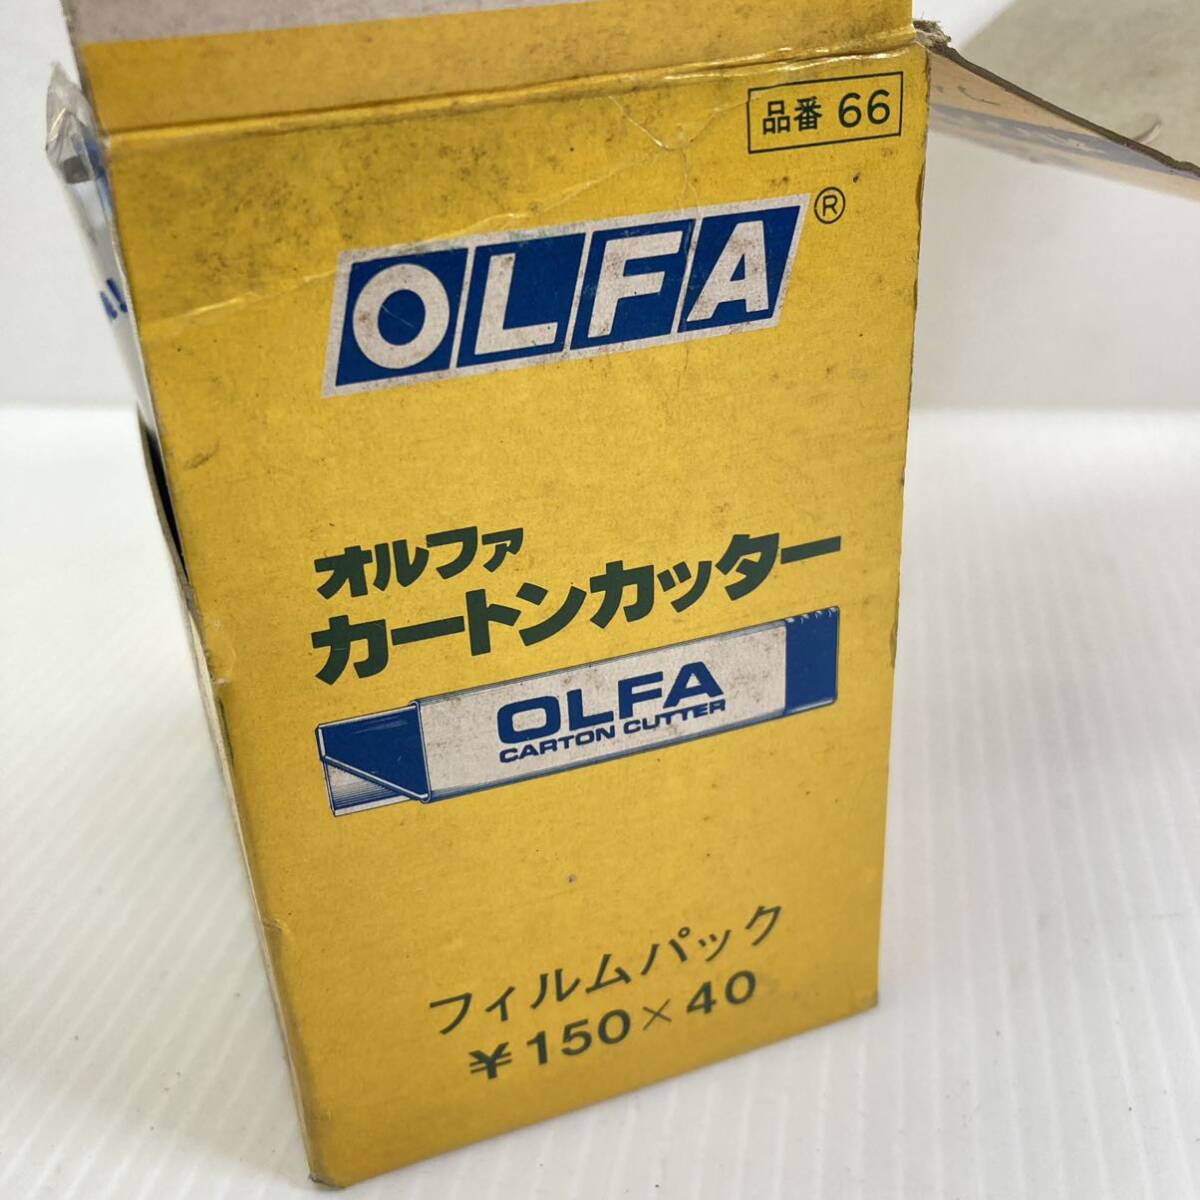 品番 66
OLFA®
オルファ
カートンカッター
OLFA
CARTON CUTTER
フィルムパック
¥150×40